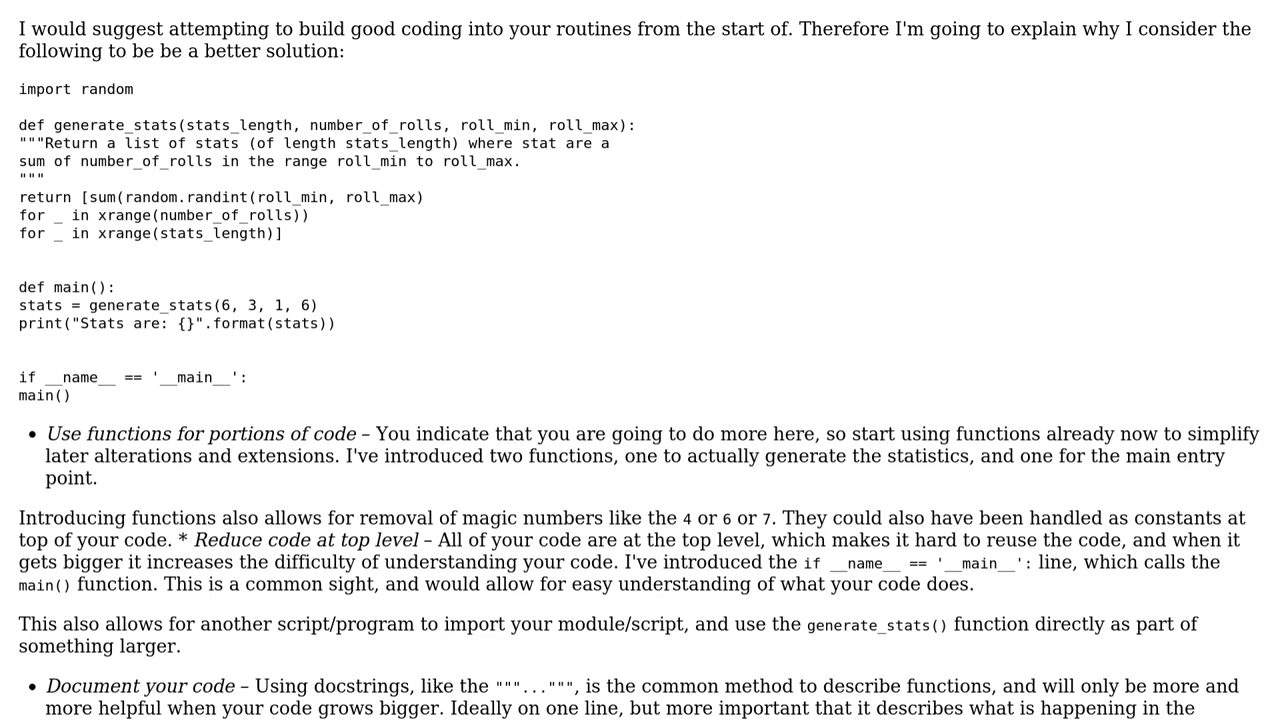 I would suggest attempting to build good coding into your routines from the start of. Therefore I'm going to explain why I consider the
following to be be a better solution:
import random
def generate_stats(stats_length, number_of_rolls, roll_min, roll_max):
"""Return a list of stats (of length stats_length) where stat are a
sum of number_of_rolls in the range roll_min to roll_max.
"""
return [sum(random.randint(roll_min, roll_max)
for _ in xrange(number_of_rolls))
for _ in xrange(stats_length)]
def main():
stats = generate_stats(6, 3, 1, 6)
print("Stats are: {}".format(stats))
if __name__ == '__main__':
main()
• Use functions for portions of code – You indicate that you are going to do more here, so start using functions already now to simplify
later alterations and extensions. I've introduced two functions, one to actually generate the statistics, and one for the main entry
point.
Introducing functions also allows for removal of magic numbers like the 4 or 6 or 7. They could also have been handled as constants at
top of your code. * Reduce code at top level – All of your code are at the top level, which makes it hard to reuse the code, and when it
gets bigger it increases the difficulty of understanding your code. I've introduced the if __name__ == '__main__': line, which calls the
main() function. This is a common sight, and would allow for easy understanding of what your code does.
This also allows for another script/program to import your module/script, and use the generate_stats() function directly as part of
something larger.
• Document your code – Using docstrings, like the """...""", is the common method to describe functions, and will only be more and
more helpful when your code grows bigger. Ideally on one line, but more important that it describes what is happening in the